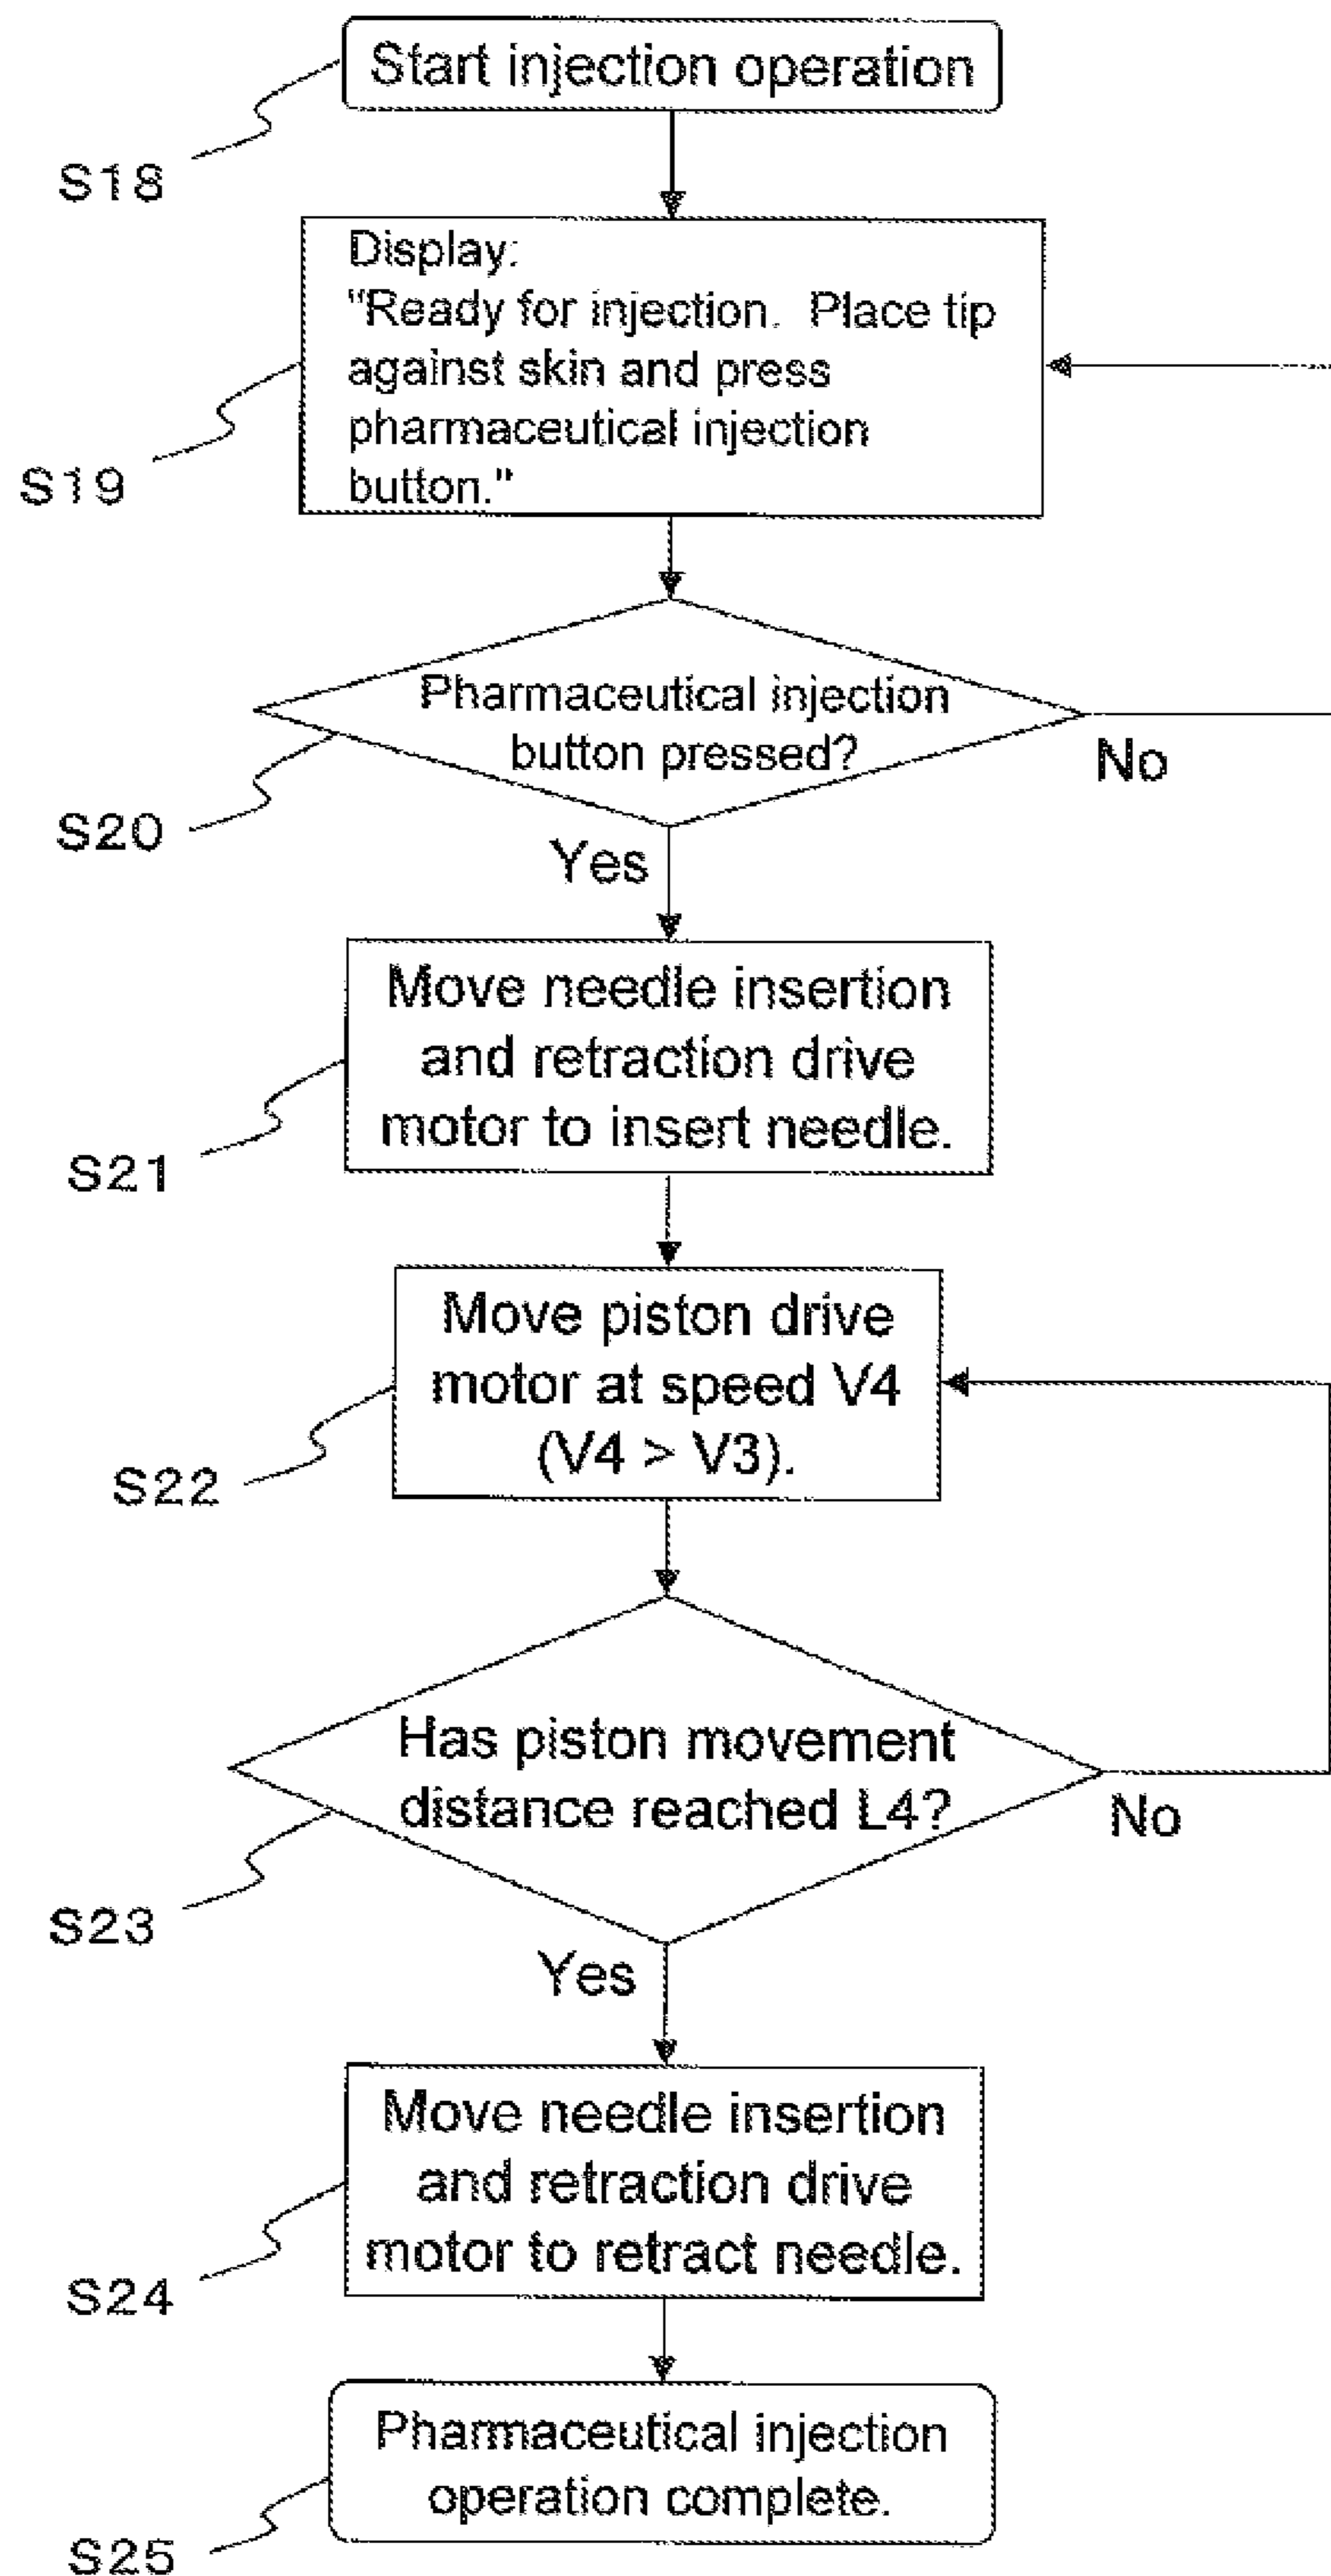 Start injection operation
S18
Display:
"Ready for injection. Place tip
against skin and press
pharmaceutical injection
button."
S19
Pharmaceutical injection
button pressed?
No
S20
Yes
Move needle insertion
and retraction drive
motor to insert needle.
S21
Move piston drive
motor at speed V4
(V4 > V3).
S22
Has piston movement
distance reached L4?
No
S23
Yes
Move needle insertion
and retraction drive
motor to retract needle.
S24
Pharmaceutical injection
operation complete.
S25